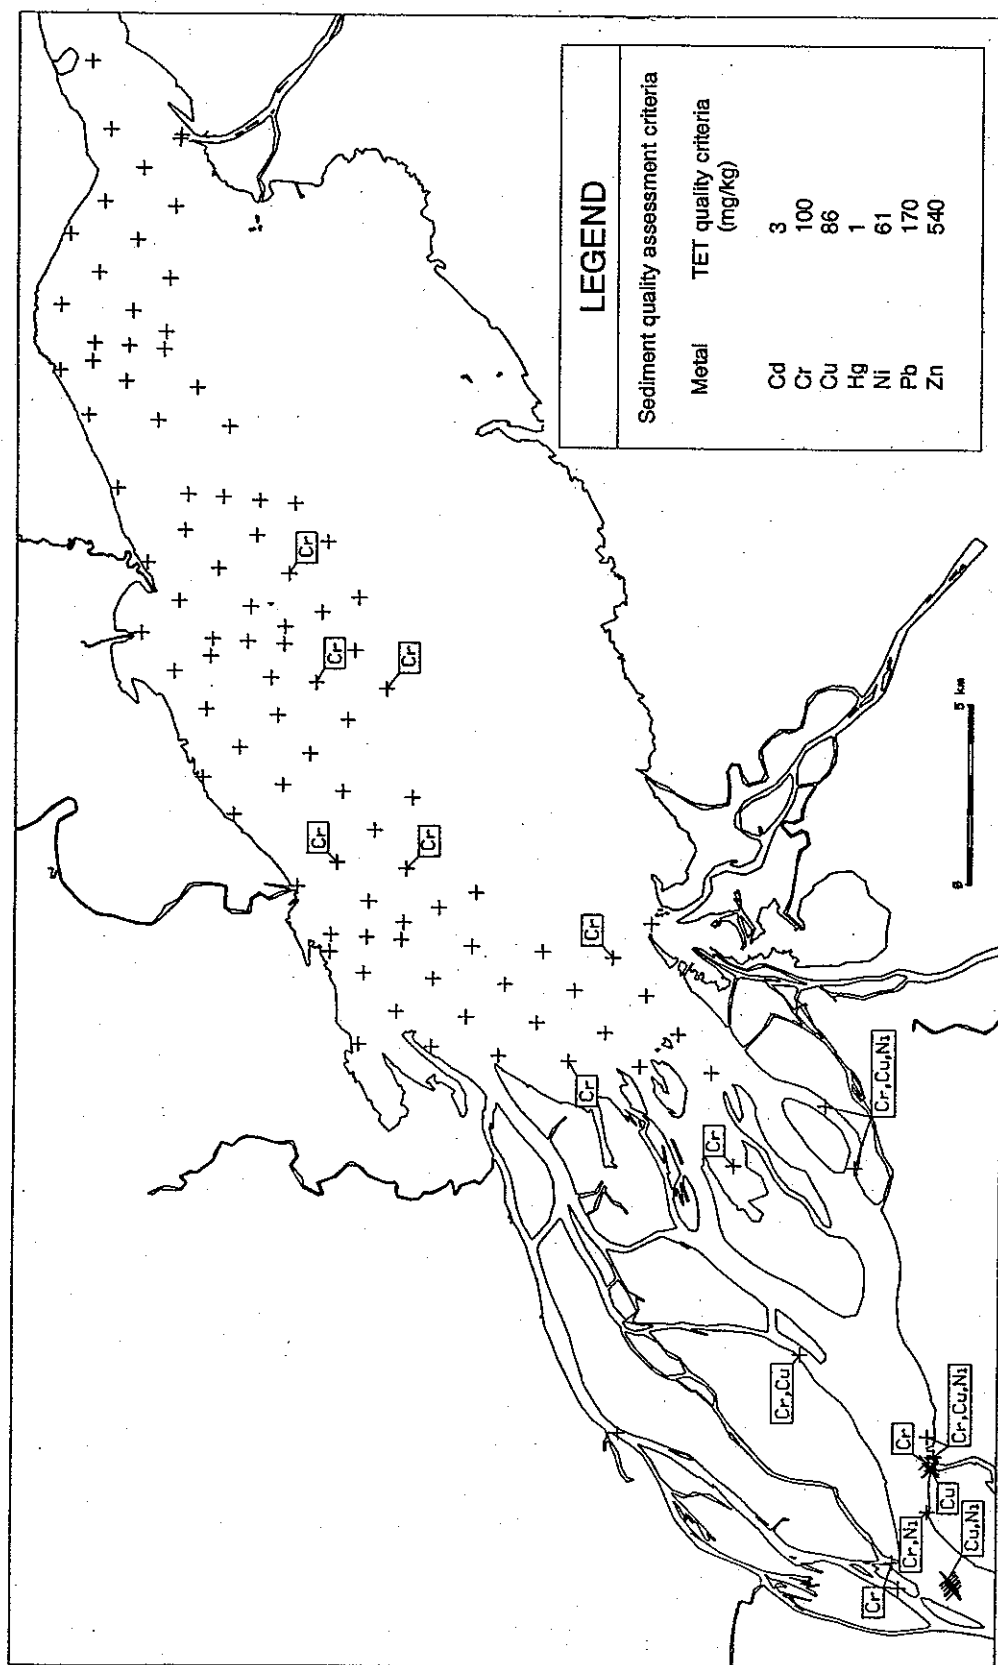 LEGEND
Sediment quality assessment criteria
Metal TET quality criteria
(mg/kg)
Cd 3
Cr 100
Cu 86
Hg 1
Ni 61
Pb 170
Zn 540
Cr
Cr
Cr
Cr
Cr
Cr
Cr
Cr
Cr,Cu,Ni
Cr,Cu
Cr
Cr,Cu,Ni
Cu
Cr,Ni
Cu,Ni
Cr
0 5 km